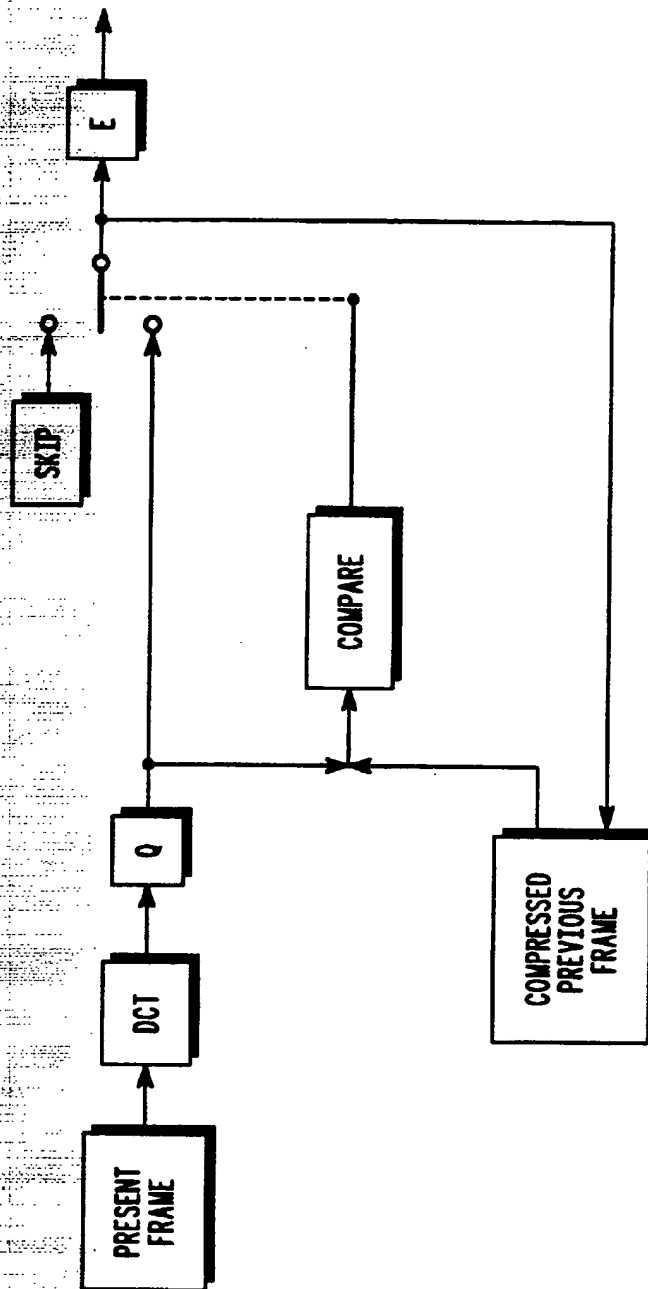 PRESENT
FRAME
DCT
Q
COMPRESSED
PREVIOUS
FRAME
COMPARE
SKIP
E